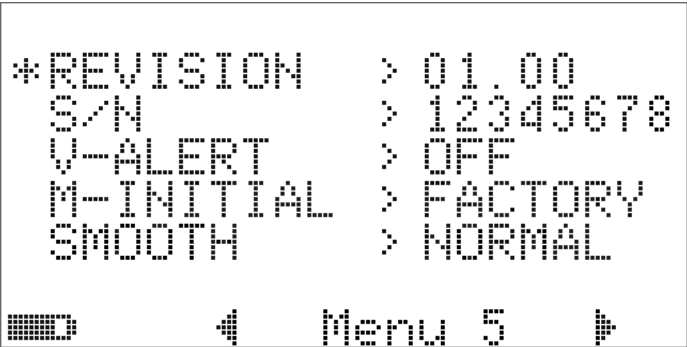 *REVISION > 01.00
S/N > 12345678
V-ALERT > OFF
M-INITIAL > FACTORY
SMOOTH > NORMAL
Menu 5